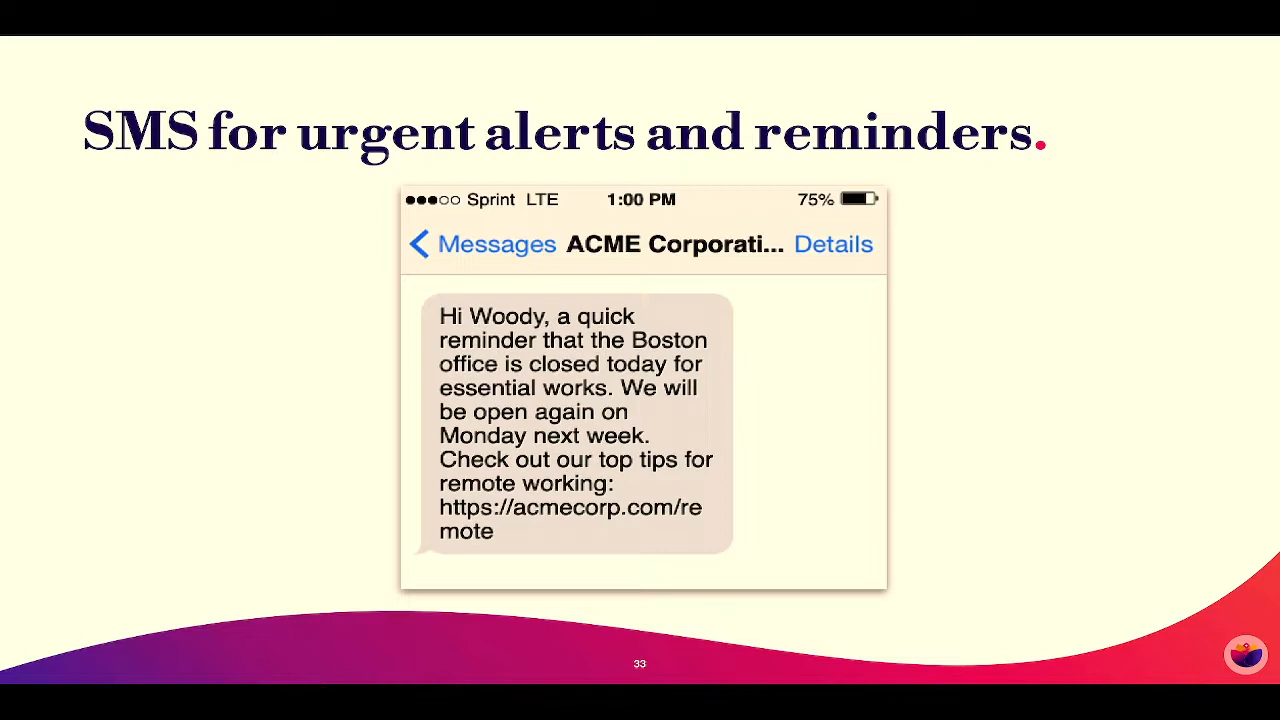 SMS for urgent alerts and reminders.
Sprint LTE 1:00 PM 75%
Messages ACME Corporati... Details
Hi Woody, a quick
reminder that the Boston
office is closed today for
essential works. We will
be open again on
Monday next week.
Check out our top tips for
remote working:
https://acmecorp.com/re
mote
33